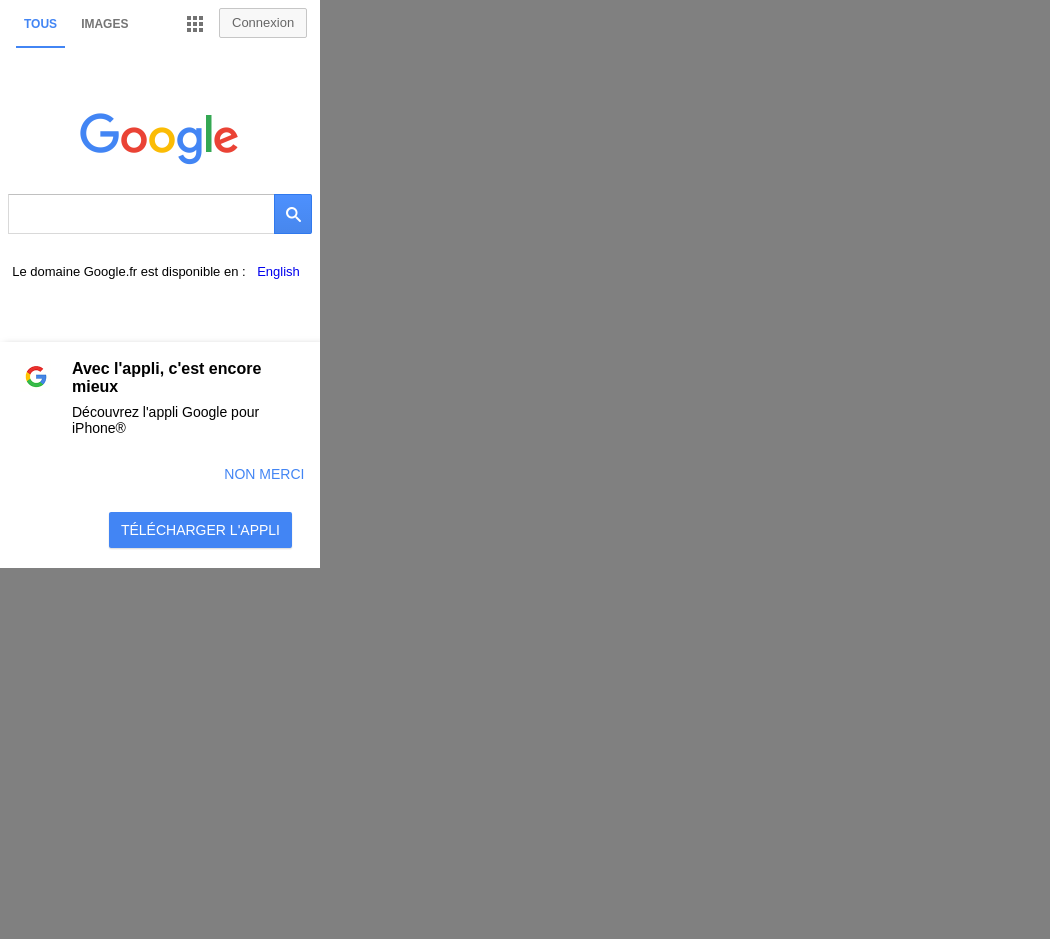 TOUS IMAGES Connexion
Google
Le domaine Google.fr est disponible en : English
Avec l'appli, c'est encore
mieux
Découvrez l'appli Google pour
iPhone®
NON MERCI
TÉLÉCHARGER L'APPLI